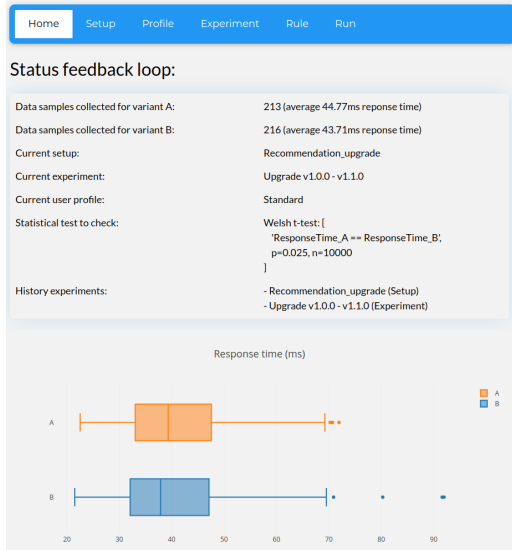 Home Setup Profile Experiment Rule Run
Status feedback loop:
Data samples collected for variant A: 213 (average 44.77ms reponse time)
Data samples collected for variant B: 216 (average 43.71ms reponse time)
Current setup: Recommendation_upgrade
Current experiment: Upgrade v1.0.0 - v1.1.0
Current user profile: Standard
Statistical test to check: Welsh t-test: [
'ResponseTime_A == ResponseTime_B',
p=0.025, n=10000
]
History experiments: - Recommendation_upgrade (Setup)
- Upgrade v1.0.0 - v1.1.0 (Experiment)
Response time (ms)
A
B
A
B
20 30 40 50 60 70 80 90